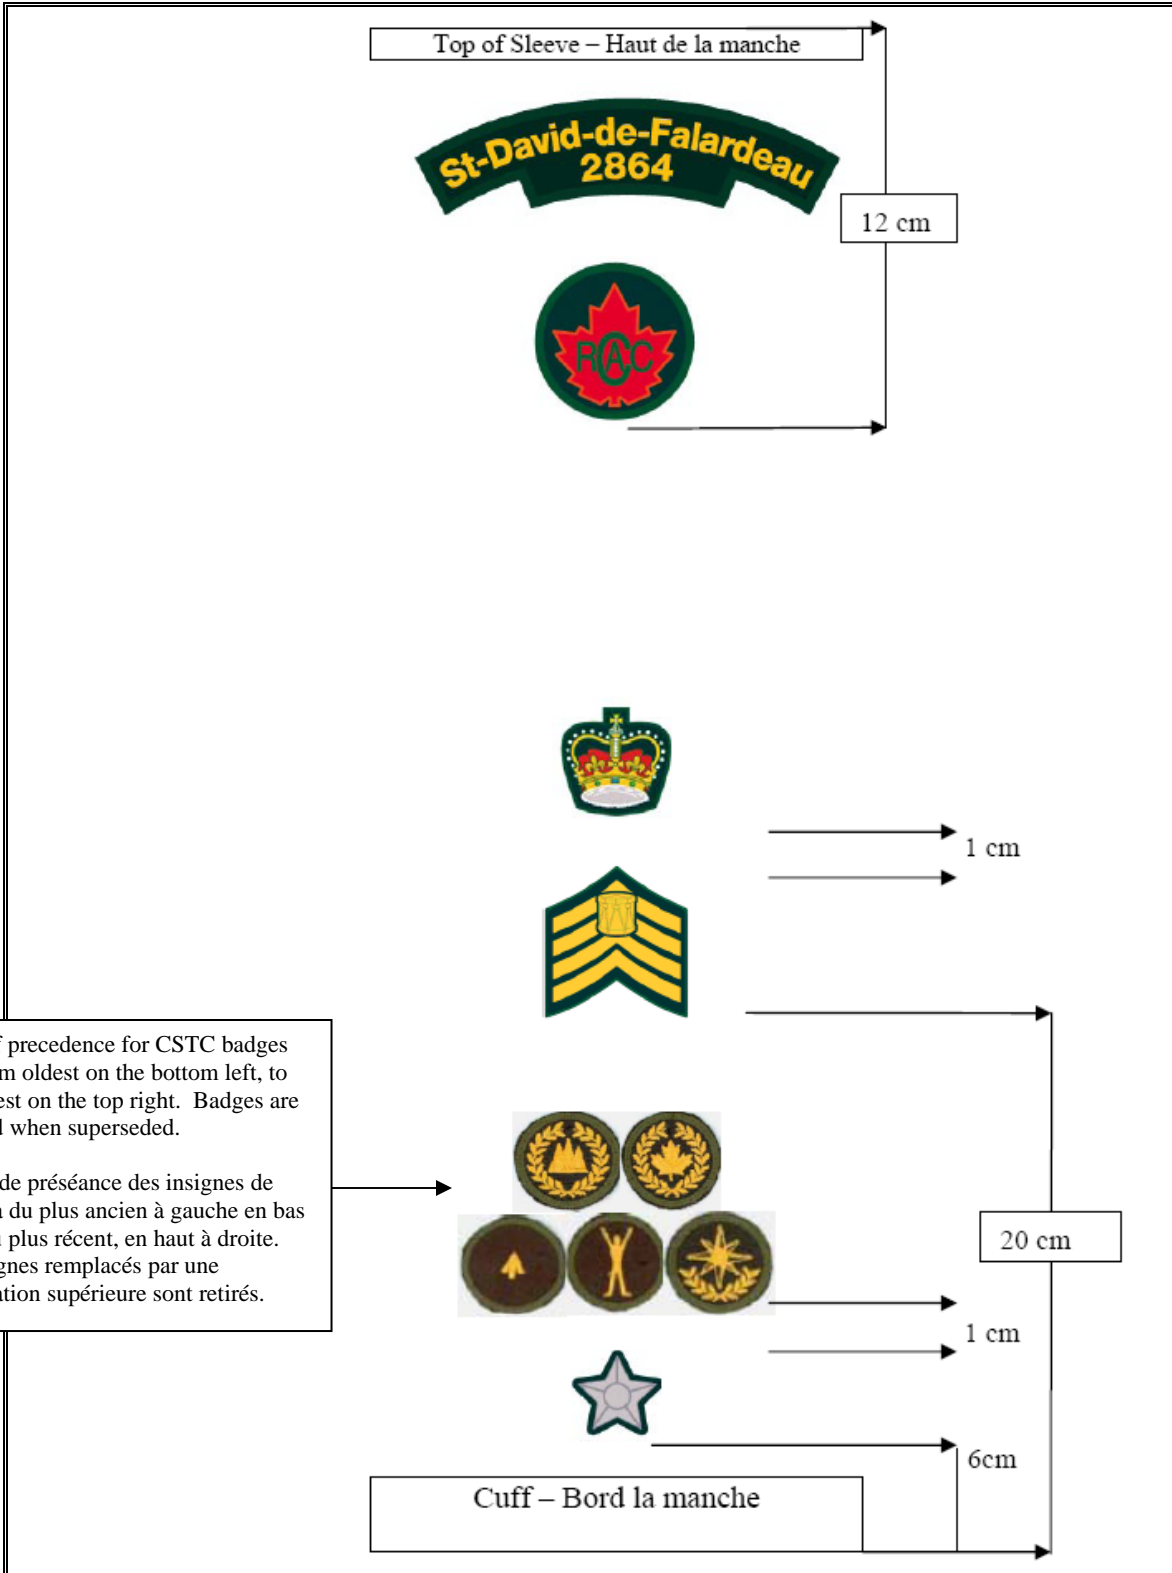 Top of Sleeve – Haut de la manche
St-David-de-Falardeau
2864
12 cm
RCAC
1 cm
precedence for CSTC badges
oldest on the bottom left, to
on the top right. Badges are
when superseded.
de préséance des insignes de
du plus ancien à gauche en bas
plus récent, en haut à droite.
remplacés par une
supérieure sont retirés.
20 cm
1 cm
6cm
Cuff – Bord la manche